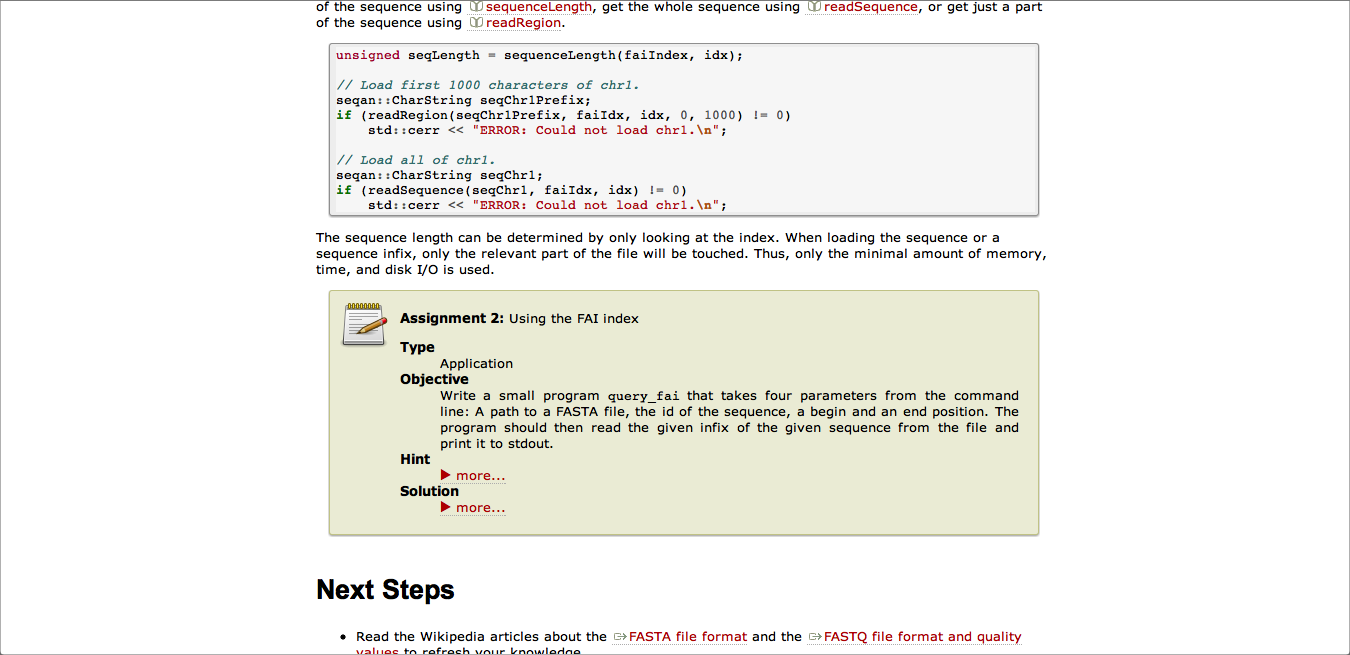 of the sequence using sequenceLength, get the whole sequence using readSequence, or get just a part
of the sequence using readRegion.
unsigned seqLength = sequenceLength(faiIndex, idx);
// Load first 1000 characters of chr1.
seqan::CharString seqChr1Prefix;
if (readRegion(seqChr1Prefix, faiIdx, idx, 0, 1000) != 0)
    std::cerr << "ERROR: Could not load chr1.\n";
// Load all of chr1.
seqan::CharString seqChr1;
if (readSequence(seqChr1, faiIdx, idx) != 0)
    std::cerr << "ERROR: Could not load chr1.\n";
The sequence length can be determined by only looking at the index. When loading the sequence or a
sequence infix, only the relevant part of the file will be touched. Thus, only the minimal amount of memory,
time, and disk I/O is used.
Assignment 2: Using the FAI index
Type
Application
Objective
Write a small program query_fai that takes four parameters from the command
line: A path to a FASTA file, the id of the sequence, a begin and an end position. The
program should then read the given infix of the given sequence from the file and
print it to stdout.
Hint
▶ more...
Solution
▶ more...
Next Steps
• Read the Wikipedia articles about the FASTA file format and the FASTQ file format and quality
values to refresh your knowledge.